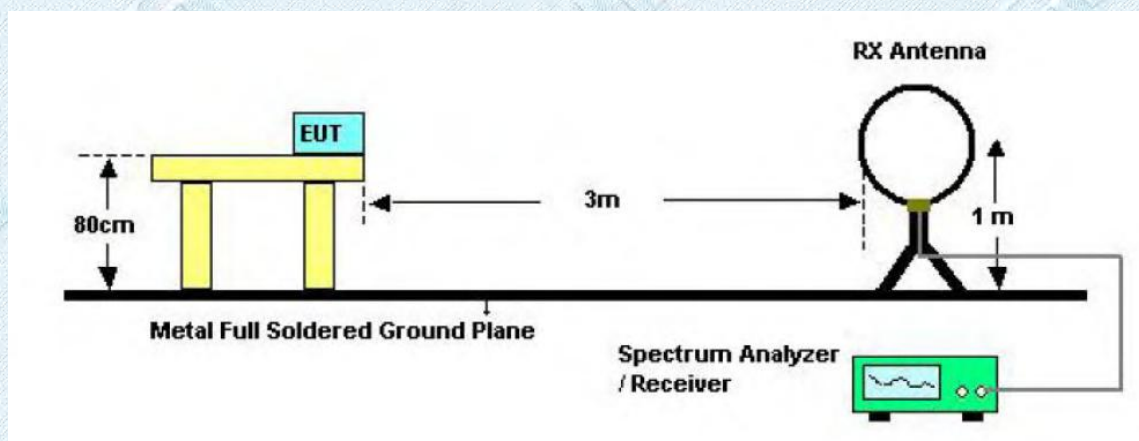 RX Antenna
EUT
3m
80cm
1 m
Metal Full Soldered Ground Plane
Spectrum Analyzer
/ Receiver